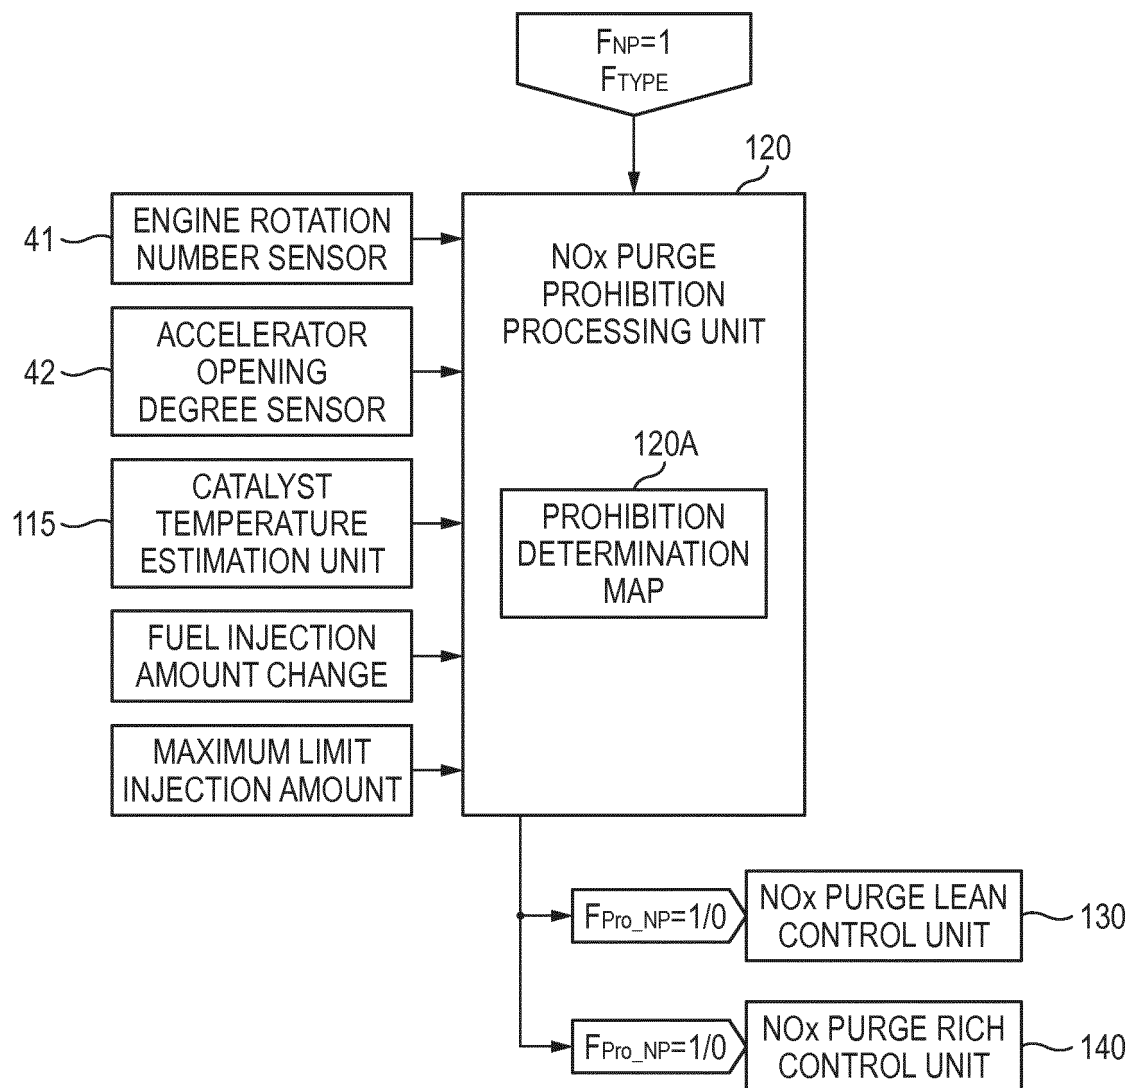 FNP=1
FTYPE
120
41
ENGINE ROTATION
NUMBER SENSOR
42
ACCELERATOR
OPENING
DEGREE SENSOR
115
CATALYST
TEMPERATURE
ESTIMATION UNIT
FUEL INJECTION
AMOUNT CHANGE
MAXIMUM LIMIT
INJECTION AMOUNT
NOx PURGE
PROHIBITION
PROCESSING UNIT
120A
PROHIBITION
DETERMINATION
MAP
FPro_NP=1/0
NOx PURGE LEAN
CONTROL UNIT
130
FPro_NP=1/0
NOx PURGE RICH
CONTROL UNIT
140